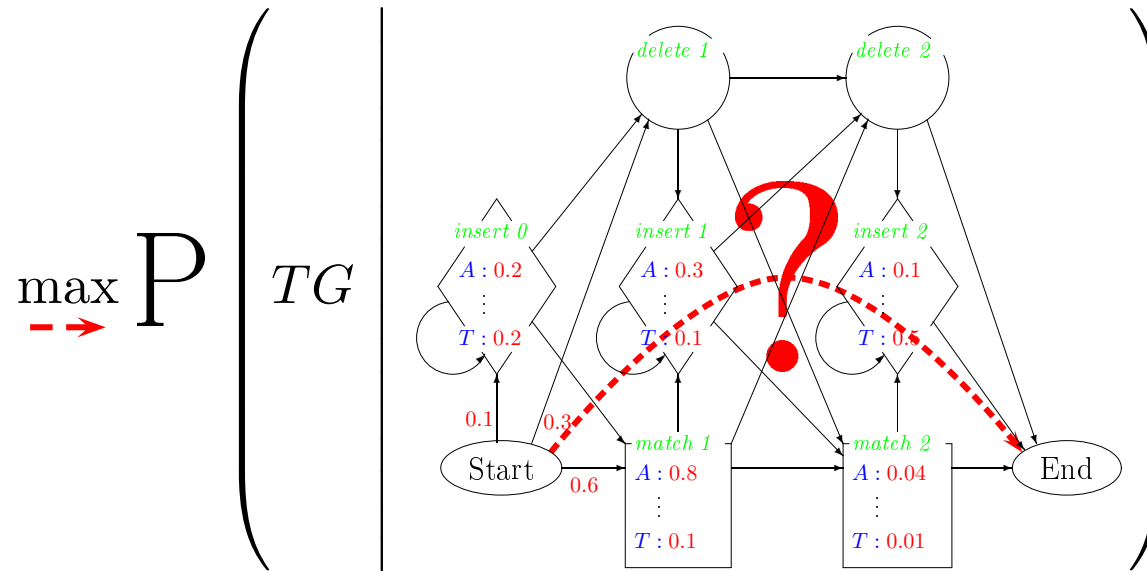 max P ( TG | )
delete 1 delete 2
insert 0 insert 1 insert 2
A : 0.2 A : 0.3 A : 0.1
⋮ ⋮ ⋮
T : 0.2 T : 0.1 T : 0.5
?
0.1 0.3
match 1 match 2
Start End
A : 0.8 A : 0.04
0.6
⋮ ⋮
T : 0.1 T : 0.01